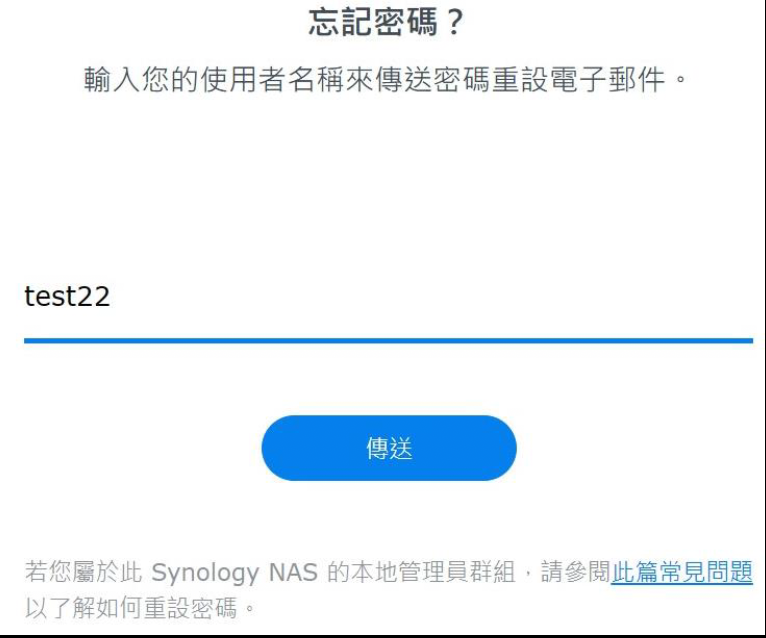 忘記密碼？
輸入您的使用者名稱來傳送密碼重設電子郵件。
test22
傳送
若您屬於此 Synology NAS 的本地管理員群組，請參閱此篇常見問題
以了解如何重設密碼。